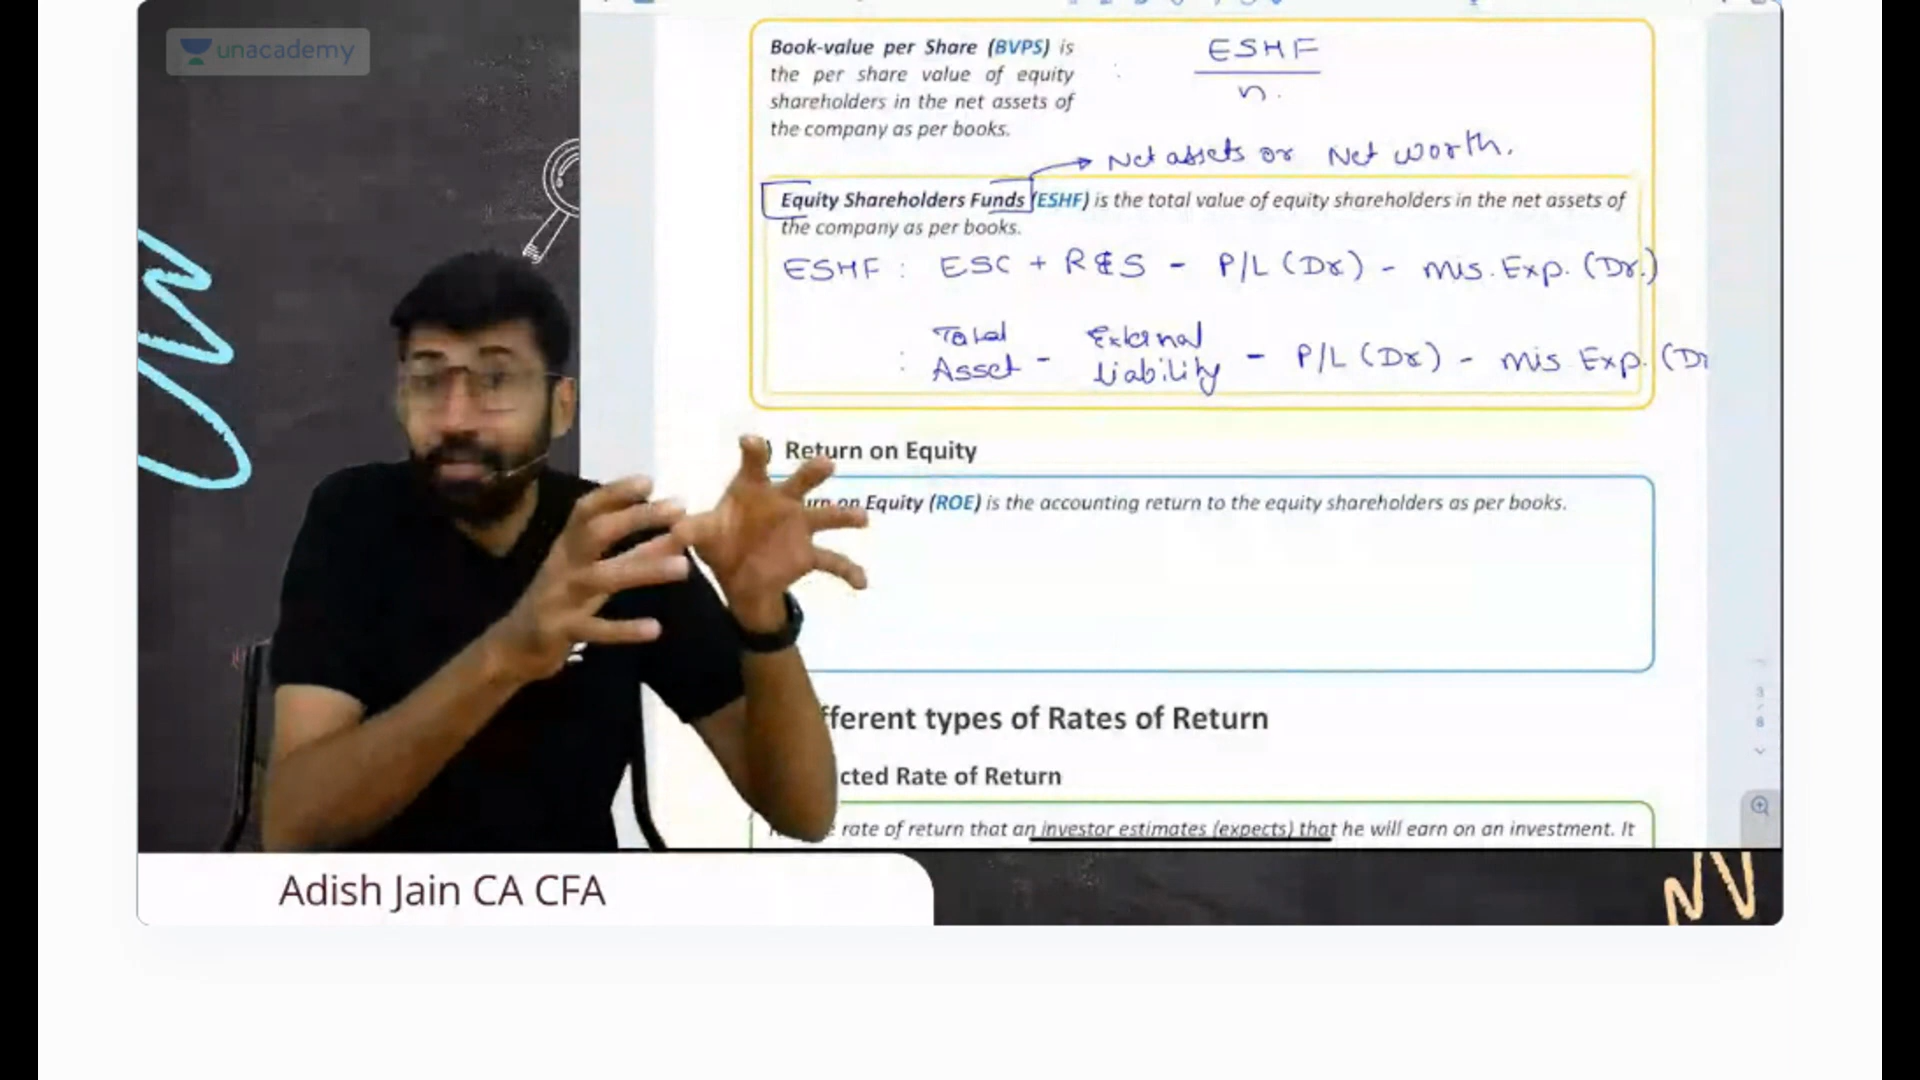 unacademy
Book-value per Share (BVPS) is
the per share value of equity
shareholders in the net assets of
the company as per books.
ESHF
n.
Net assets or Net worth.
Equity Shareholders Funds (ESHF) is the total value of equity shareholders in the net assets of
the company as per books.
ESHF : ESC + R&S - P/L (Dr) - mis. Exp. (Dr.)
: Total Asset - External Liability - P/L (Dr) - mis Exp. (Dr
) Return on Equity
urn on Equity (ROE) is the accounting return to the equity shareholders as per books.
fferent types of Rates of Return
cted Rate of Return
rate of return that an investor estimates (expects) that he will earn on an investment. It
3
/
8
Adish Jain CA CFA